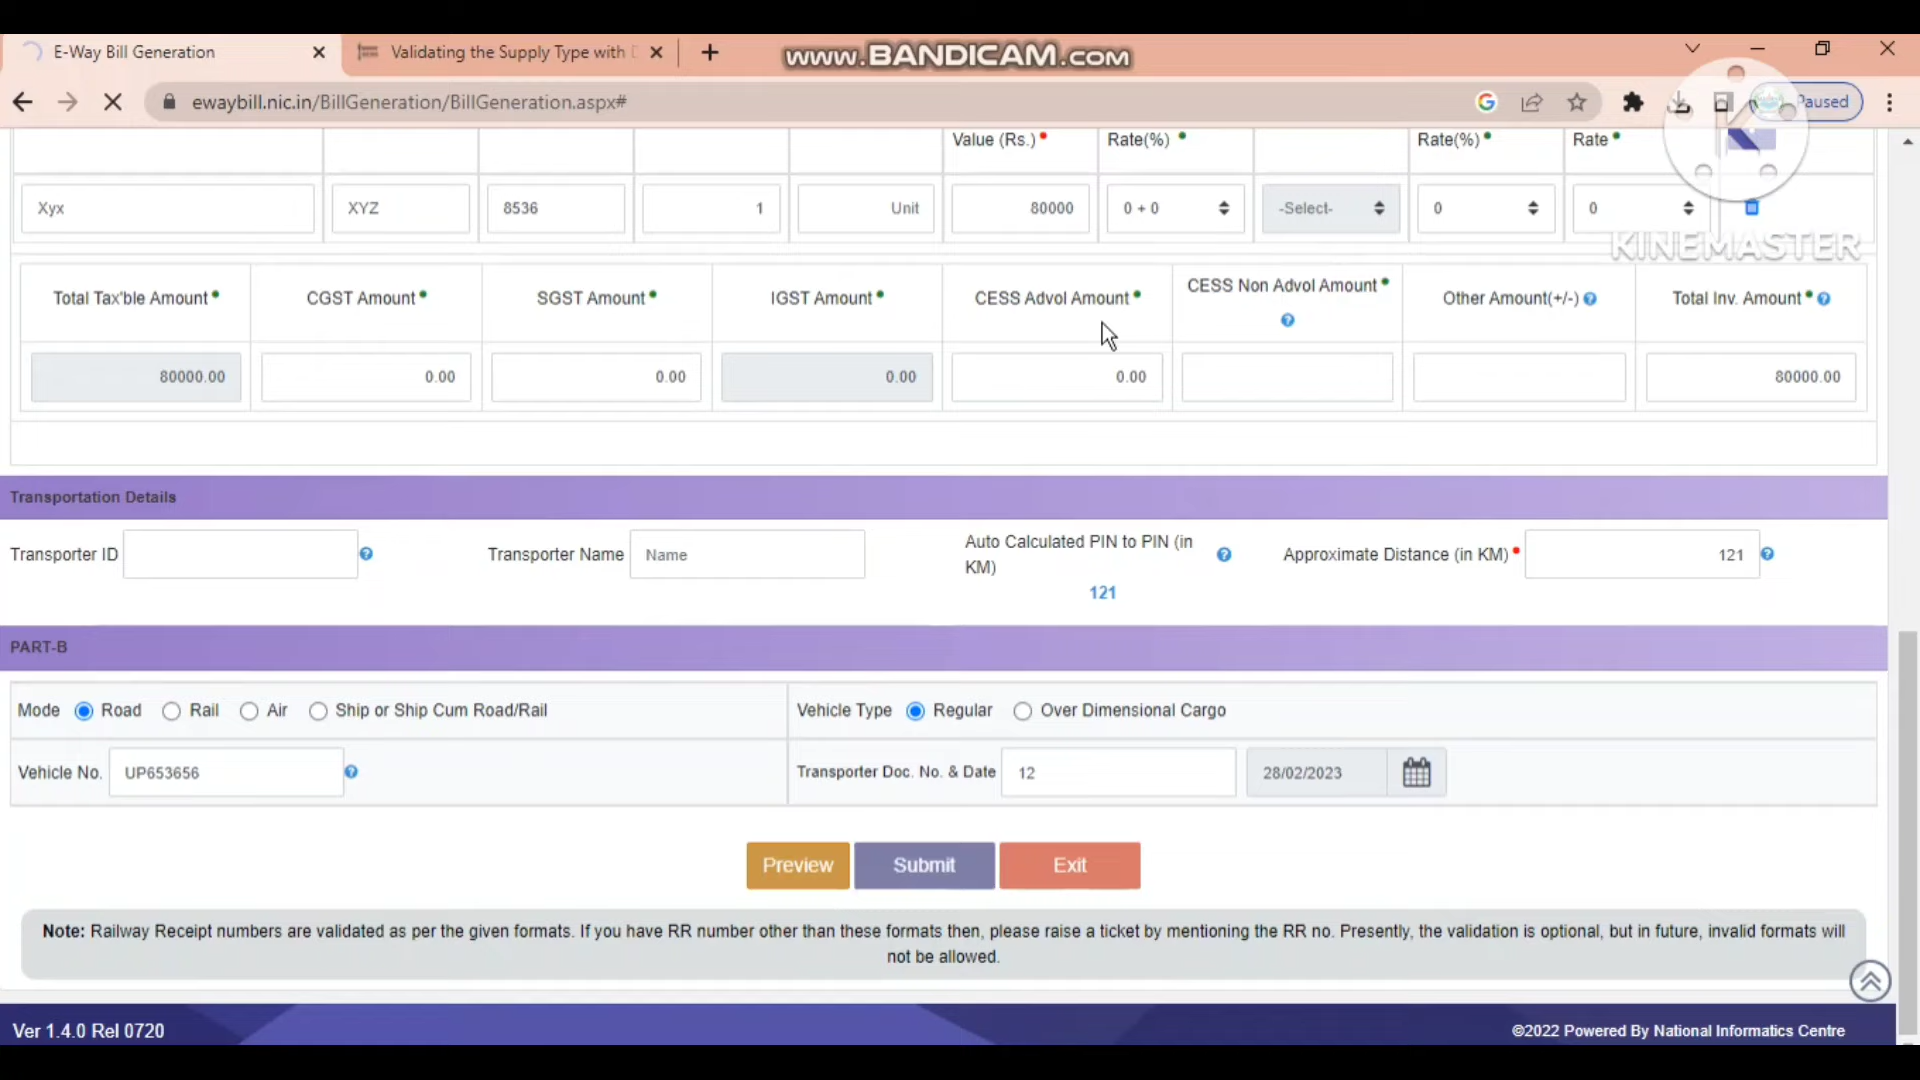 E-Way Bill Generation
Validating the Supply Type with D
www.BANDICAM.com
ewaybill.nic.in/BillGeneration/BillGeneration.aspx#
Paused
Value (Rs.) Rate(%) Rate(%) Rate
Xyx XYZ 8536 1 Unit 80000 0 + 0 -Select- 0 0
KINEMASTER
Total Tax'ble Amount CGST Amount SGST Amount IGST Amount CESS Advol Amount CESS Non Advol Amount Other Amount(+/-) Total Inv. Amount
80000.00 0.00 0.00 0.00 0.00 80000.00
Transportation Details
Transporter ID Transporter Name Name Auto Calculated PIN to PIN (in
KM)
121
Approximate Distance (in KM) 121
PART-B
Mode Road Rail Air Ship or Ship Cum Road/Rail Vehicle Type Regular Over Dimensional Cargo
Vehicle No. UP653656 Transporter Doc. No. & Date 12 28/02/2023
Preview Submit Exit
Note: Railway Receipt numbers are validated as per the given formats. If you have RR number other than these formats then, please raise a ticket by mentioning the RR no. Presently, the validation is optional, but in future, invalid formats will
not be allowed.
Ver 1.4.0 Rel 0720 ©2022 Powered By National Informatics Centre